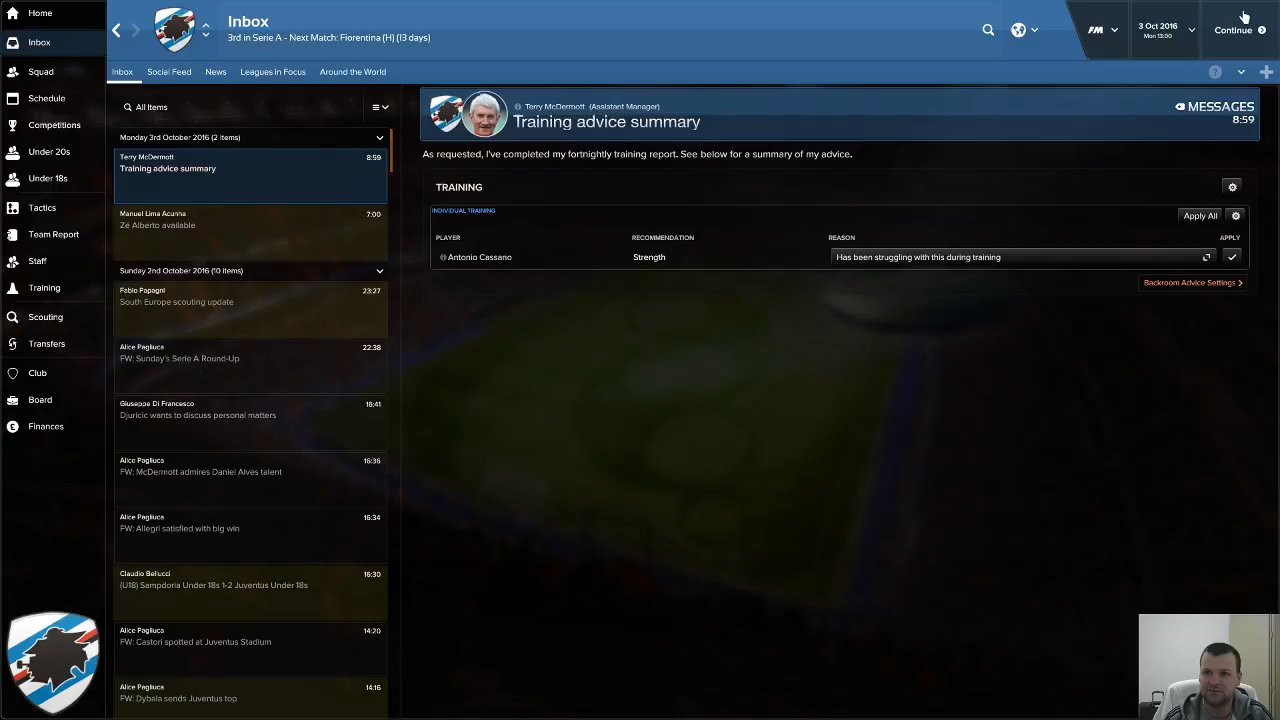 Home
Inbox
Squad
Schedule
Competitions
Under 20s
Under 18s
Tactics
Team Report
Staff
Training
Scouting
Transfers
Club
Board
Finances
Inbox
3rd in Serie A - Next Match: Fiorentina (H) (13 days)
FM
3 Oct 2016
Mon 13:00
Continue
Inbox Social Feed News Leagues in Focus Around the World
All Items
Monday 3rd October 2016 (2 items)
Terry McDermott 8:59
Training advice summary
Manuel Lima Acunha 7:00
Zé Alberto available
Sunday 2nd October 2016 (10 items)
Fabio Papagni 23:27
South Europe scouting update
Alice Pagliuca 22:38
FW: Sunday's Serie A Round-Up
Giuseppe Di Francesco 16:41
Djuricic wants to discuss personal matters
Alice Pagliuca 16:36
FW: McDermott admires Daniel Alves talent
Alice Pagliuca 16:34
FW: Allegri satisfied with big win
Claudio Bellucci 16:30
(U18) Sampdoria Under 18s 1-2 Juventus Under 18s
Alice Pagliuca 14:20
FW: Castori spotted at Juventus Stadium
Alice Pagliuca 14:16
FW: Dybala sends Juventus top
Terry McDermott (Assistant Manager)
Training advice summary
MESSAGES
8:59
As requested, I've completed my fortnightly training report. See below for a summary of my advice.
TRAINING
INDIVIDUAL TRAINING
Apply All
PLAYER RECOMMENDATION REASON APPLY
Antonio Cassano Strength Has been struggling with this during training
Backroom Advice Settings